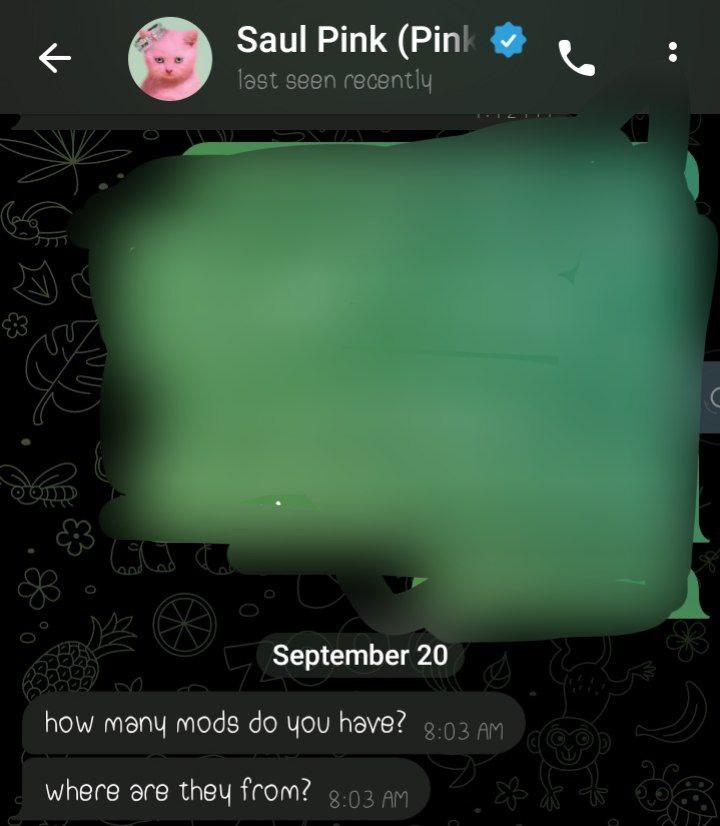 Saul Pink (Pink
last seen recently
September 20
how many mods do you have? 8:03 AM
where are they from? 8:03 AM